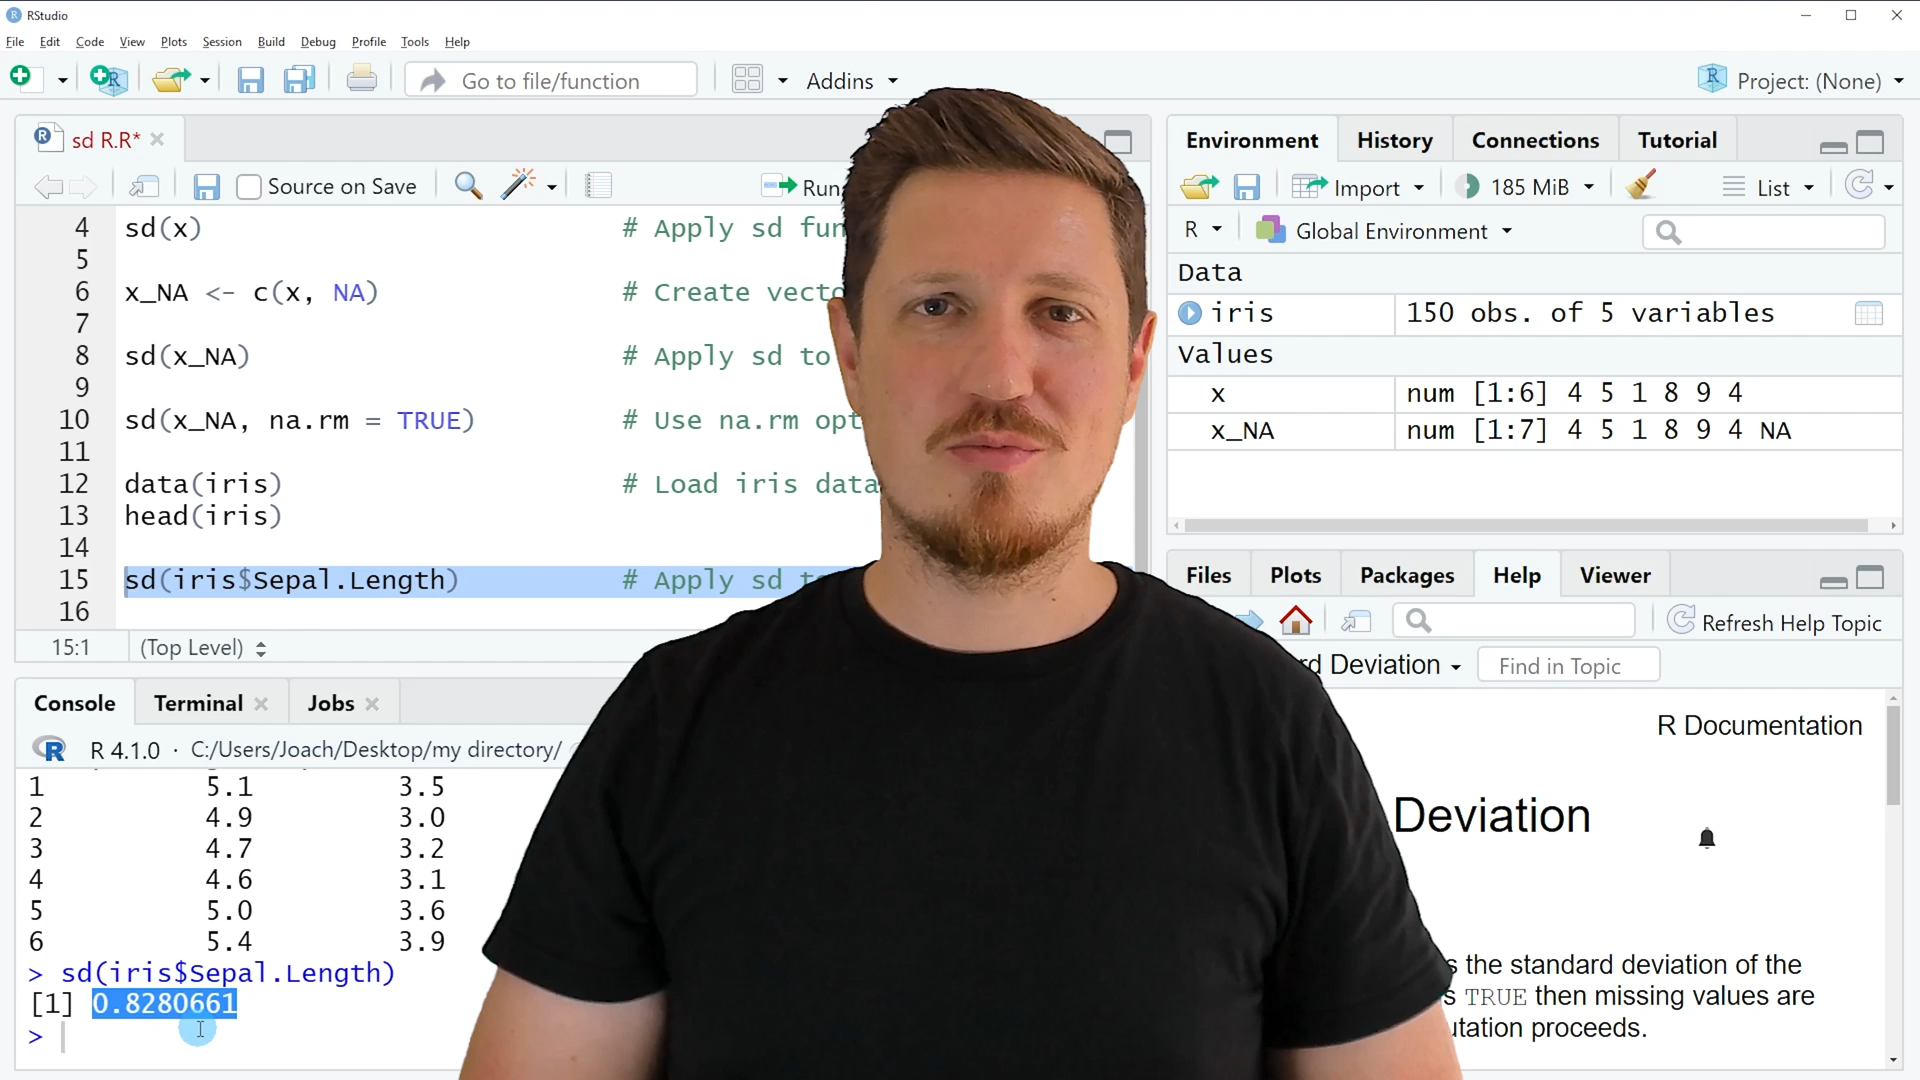 RStudio
File Edit Code View Plots Session Build Debug Profile Tools Help
Go to file/function Addins Project: (None)
sd R.R*
Source on Save Run
4 sd(x) # Apply sd
5
6 x_NA <- c(x, NA) # Create
7
8 sd(x_NA) # Apply sd to
9
10 sd(x_NA, na.rm = TRUE) # Use na.rm
11
12 data(iris) # Load iris data
13 head(iris)
14
15 sd(iris$Sepal.Length) # Apply sd
16
15:1 (Top Level)
Console Terminal Jobs
R 4.1.0 · C:/Users/Joach/Desktop/my directory/
1 5.1 3.5
2 4.9 3.0
3 4.7 3.2
4 4.6 3.1
5 5.0 3.6
6 5.4 3.9
> sd(iris$Sepal.Length)
[1] 0.8280661
>
Environment History Connections Tutorial
Import 185 MiB List
R Global Environment
Data
iris 150 obs. of 5 variables
Values
x num [1:6] 4 5 1 8 9 4
x_NA num [1:7] 4 5 1 8 9 4 NA
Files Plots Packages Help Viewer
Refresh Help Topic
Deviation Find in Topic
R Documentation
Deviation
the standard deviation of the
TRUE then missing values are
proceeds.